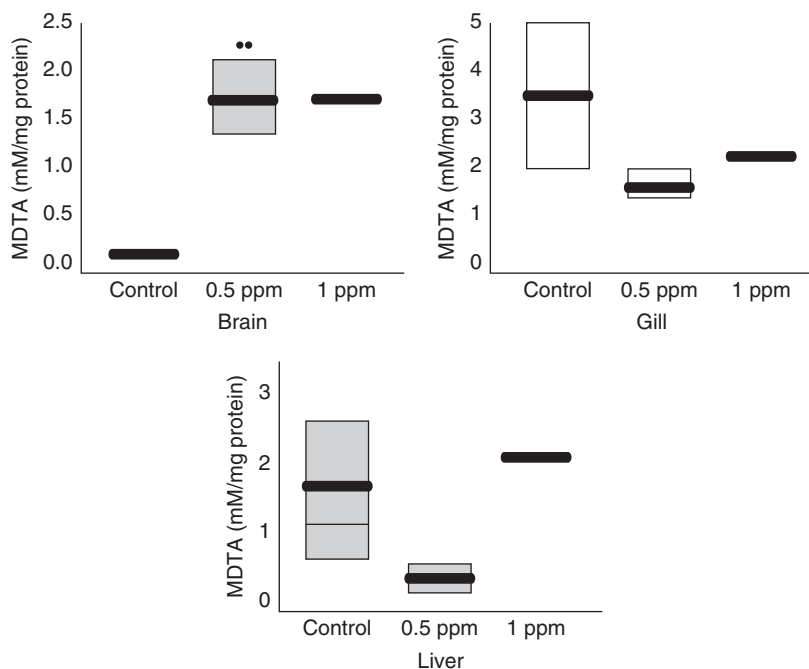 MDTA (mM/mg protein)
2.5
2.0
1.5
1.0
0.5
0.0
Control 0.5 ppm 1 ppm
Brain
MDTA (mM/mg protein)
5
4
3
2
1
0
Control 0.5 ppm 1 ppm
Gill
MDTA (mM/mg protein)
3
2
1
0
Control 0.5 ppm 1 ppm
Liver